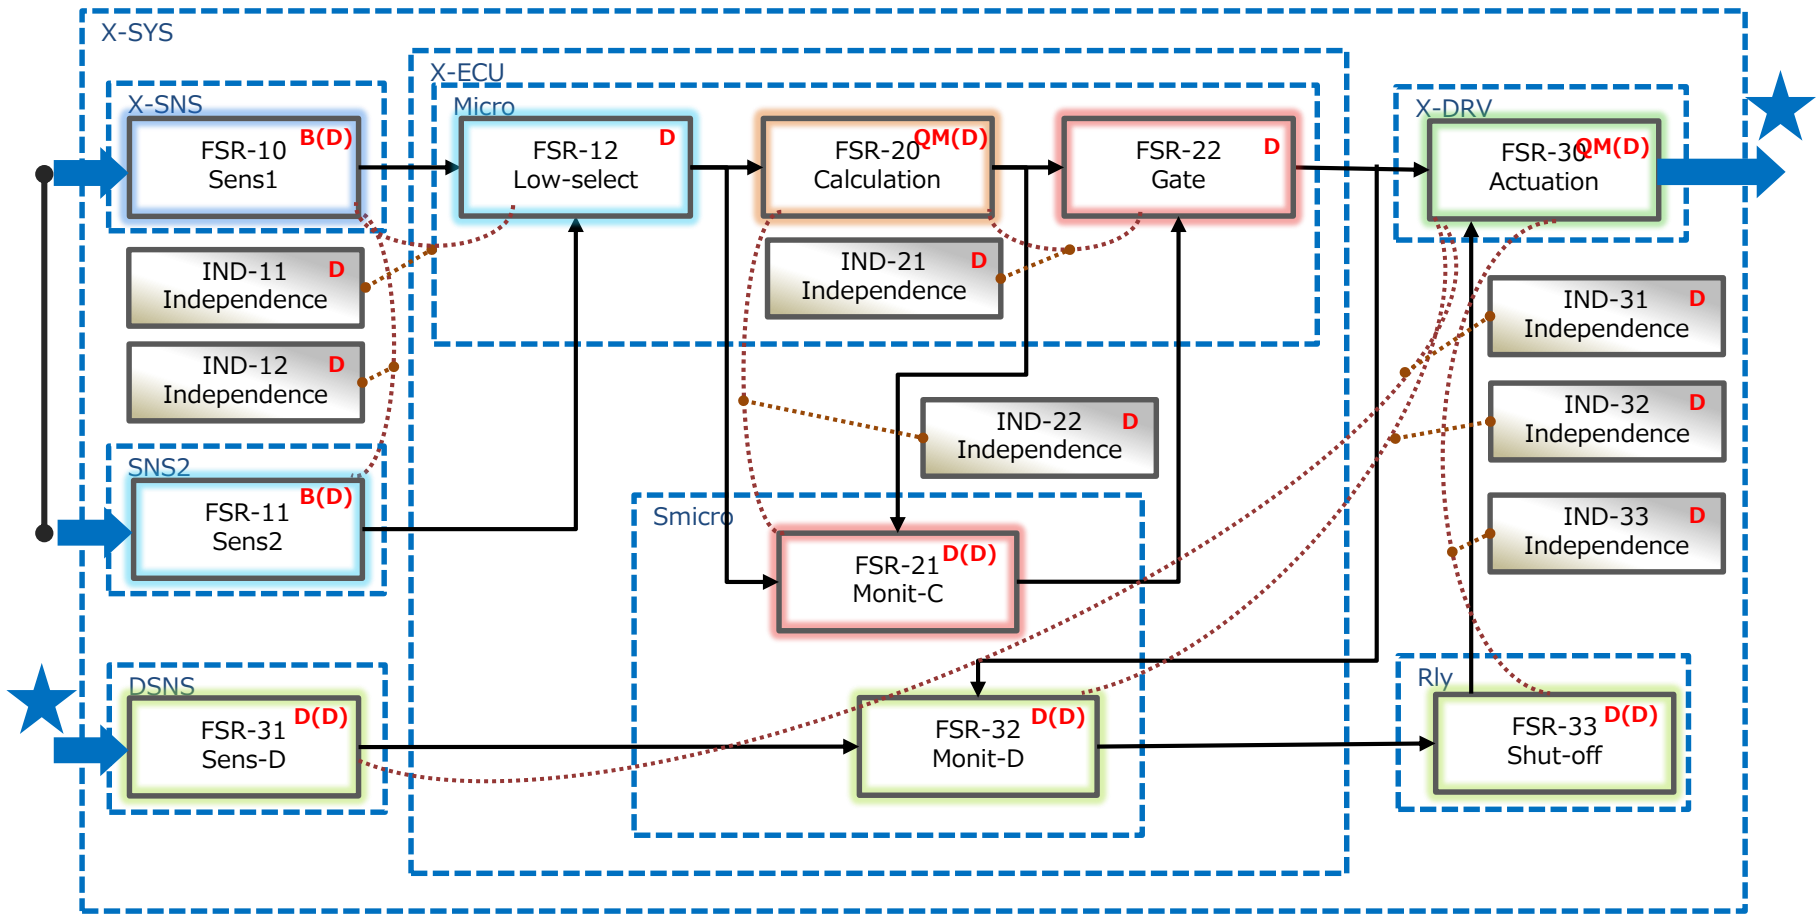 X-SYS
X-ECU
X-SNS
Micro
X-DRV
FSR-10
B(D)
Sens1
FSR-12
D
Low-select
FSR-20
QM(D)
Calculation
FSR-22
D
Gate
FSR-30
QM(D)
Actuation
IND-11
D
Independence
IND-21
D
Independence
IND-31
D
Independence
IND-12
D
Independence
IND-32
D
Independence
IND-22
D
Independence
SNS2
FSR-11
B(D)
Sens2
Smicro
FSR-21
D(D)
Monit-C
IND-33
D
Independence
DSNS
FSR-31
D(D)
Sens-D
FSR-32
D(D)
Monit-D
Rly
FSR-33
D(D)
Shut-off